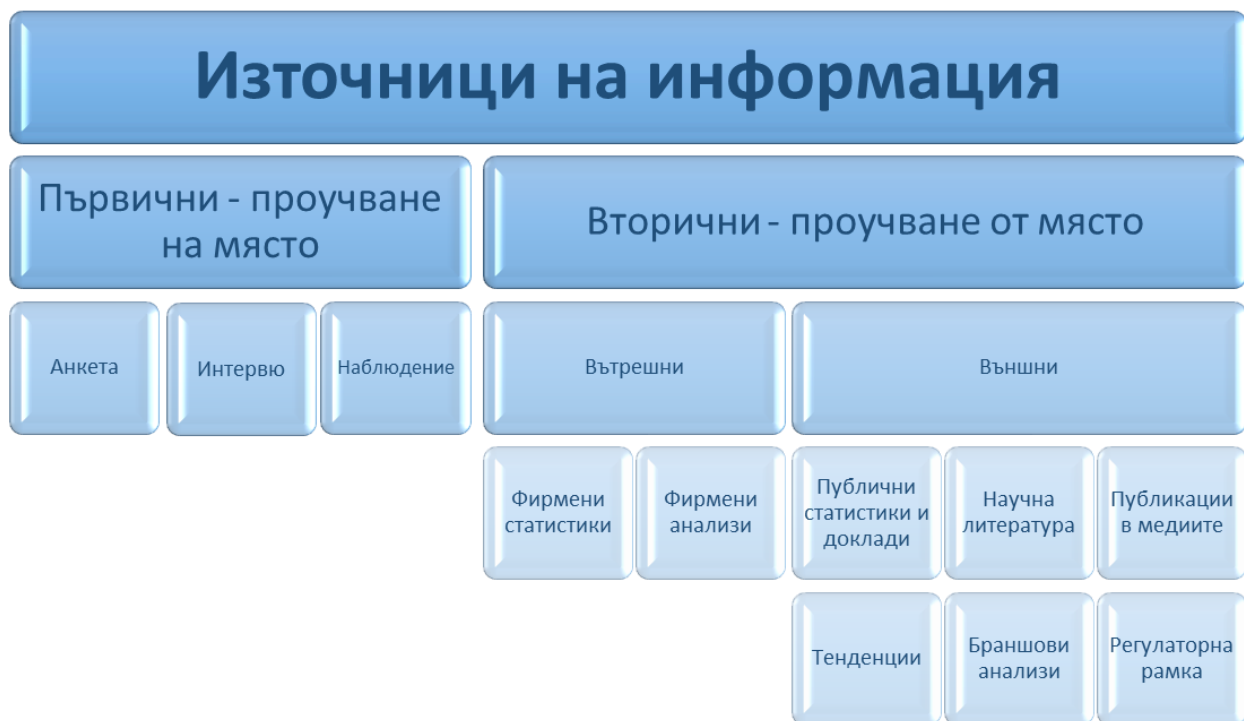 Източници на информация
Първични - проучване
на място
Вторични - проучване от място
Анкета
Интервю
Наблюдение
Вътрешни
Външни
Фирмени
статистики
Фирмени
анализи
Публични
статистики и
доклади
Научна
литература
Публикации
в медиите
Тенденции
Браншови
анализи
Регулаторна
рамка